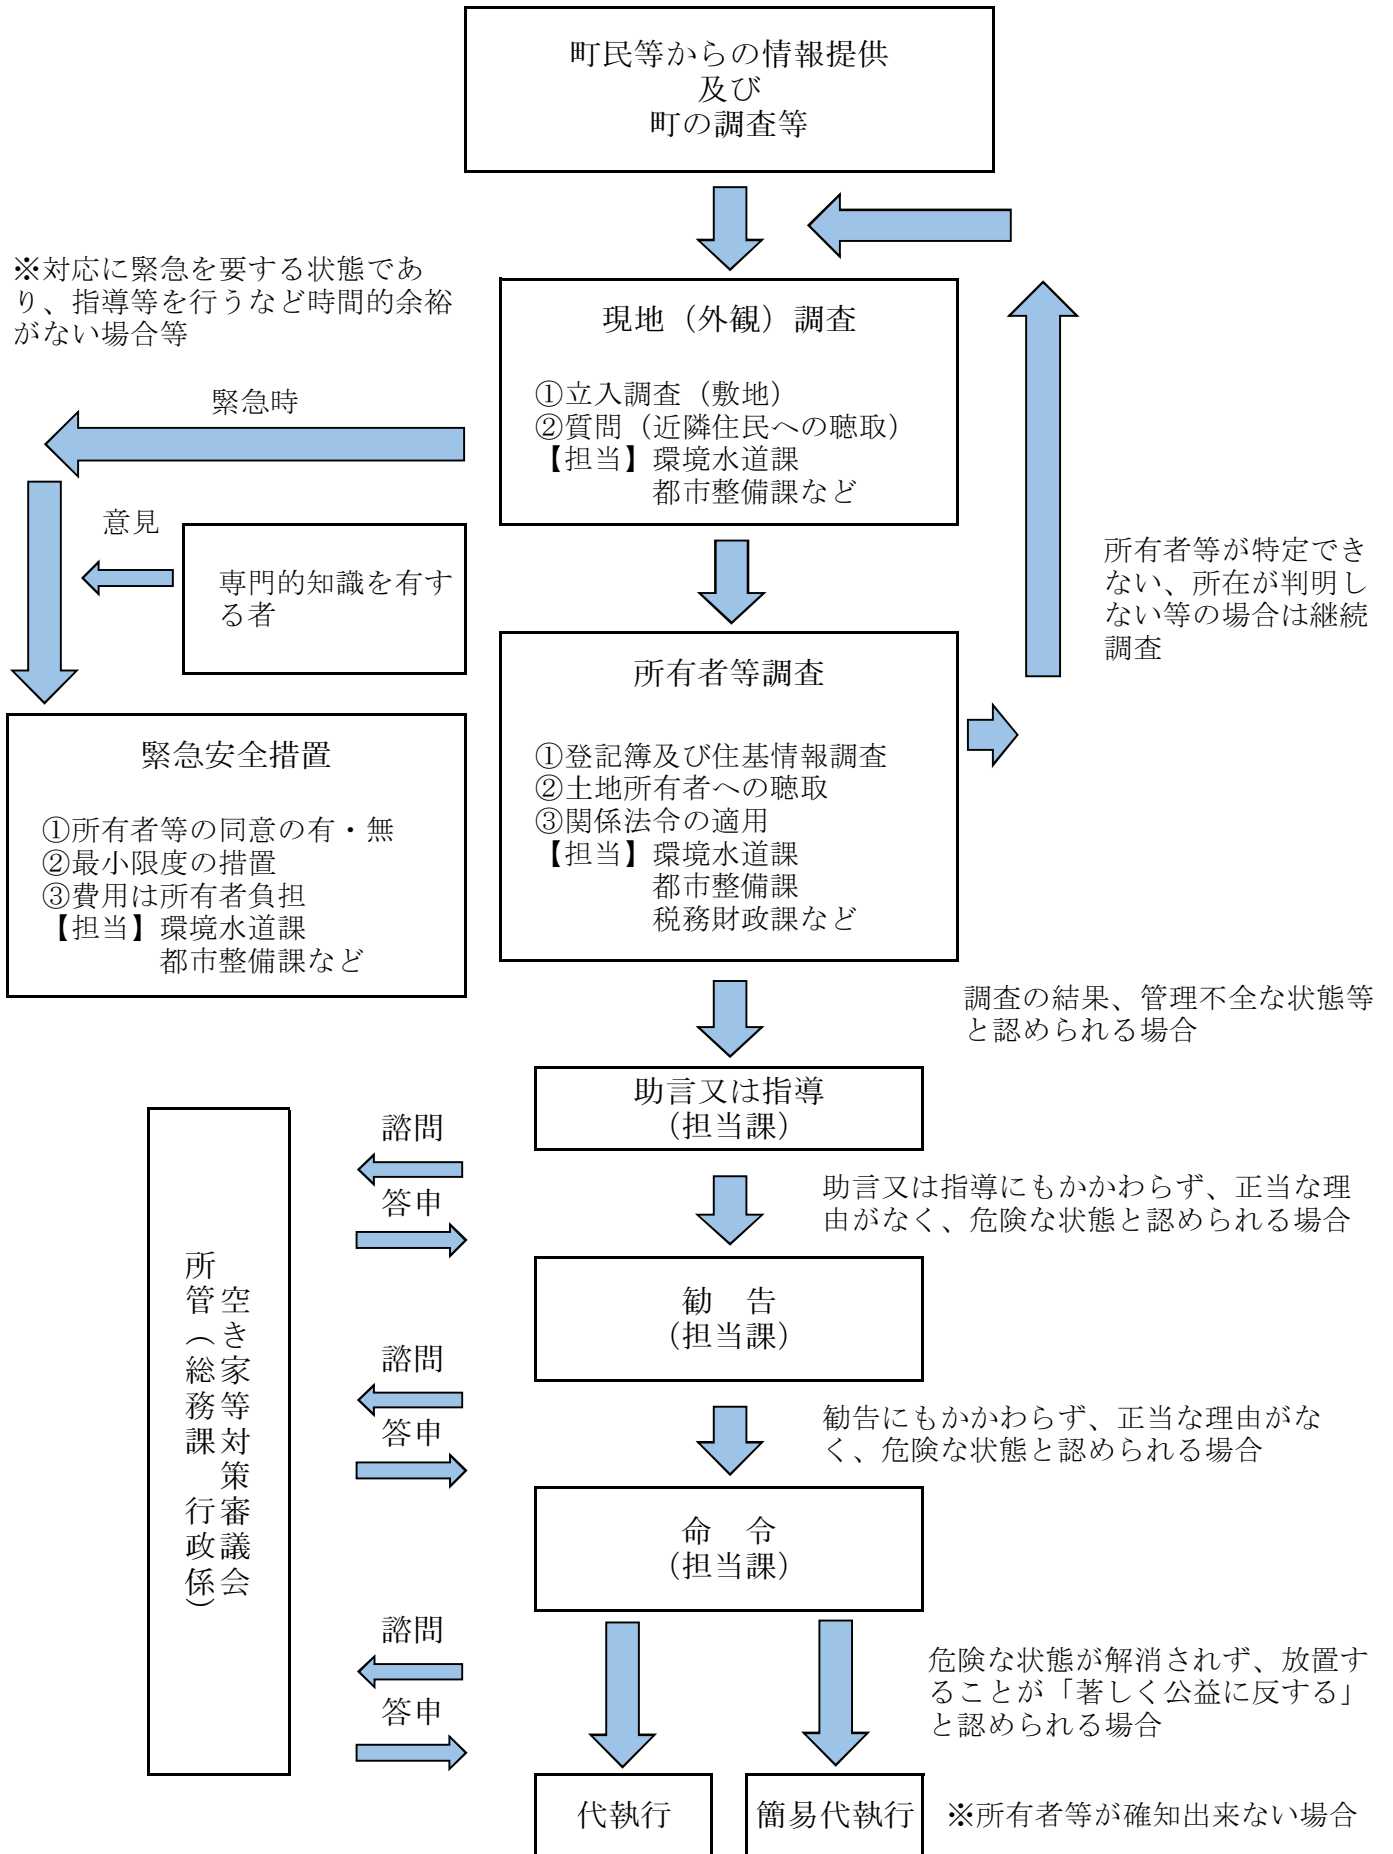 町民等からの情報提供
及び
町の調査等
※対応に緊急を要する状態であ
り、指導等を行うなど時間的余裕
がない場合等
現地（外観）調査
①立入調査（敷地）
②質問（近隣住民への聴取）
【担当】環境水道課
都市整備課など
緊急時
意見
専門的知識を有す
る者
所有者等が特定でき
ない、所在が判明し
ない等の場合は継続
調査
所有者等調査
①登記簿及び住基情報調査
②土地所有者への聴取
③関係法令の適用
【担当】環境水道課
都市整備課
税務財政課など
緊急安全措置
①所有者等の同意の有・無
②最小限度の措置
③費用は所有者負担
【担当】環境水道課
都市整備課など
調査の結果、管理不全な状態等
と認められる場合
助言又は指導
（担当課）
諮問
答申
助言又は指導にもかかわらず、正当な理
由がなく、危険な状態と認められる場合
勧　告
（担当課）
空き家等対策審議会
所管（総務課　行政係）
諮問
答申
勧告にもかかわらず、正当な理由がな
く、危険な状態と認められる場合
命　令
（担当課）
諮問
答申
危険な状態が解消されず、放置す
ることが「著しく公益に反する」
と認められる場合
代執行
簡易代執行
※所有者等が確知出来ない場合